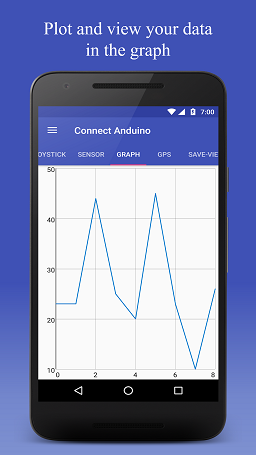 Plot and view your data
in the graph
7:00
Connect Anduino
OYSTICK SENSOR GRAPH GPS SAVE-VIE
50
40
30
20
10
0 2 4 6 8